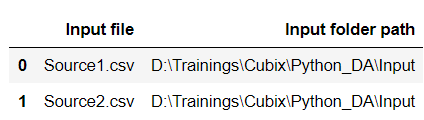 Input file Input folder path
0 Source1.csv D:\Trainings\Cubix\Python_DA\Input
1 Source2.csv D:\Trainings\Cubix\Python_DA\Input